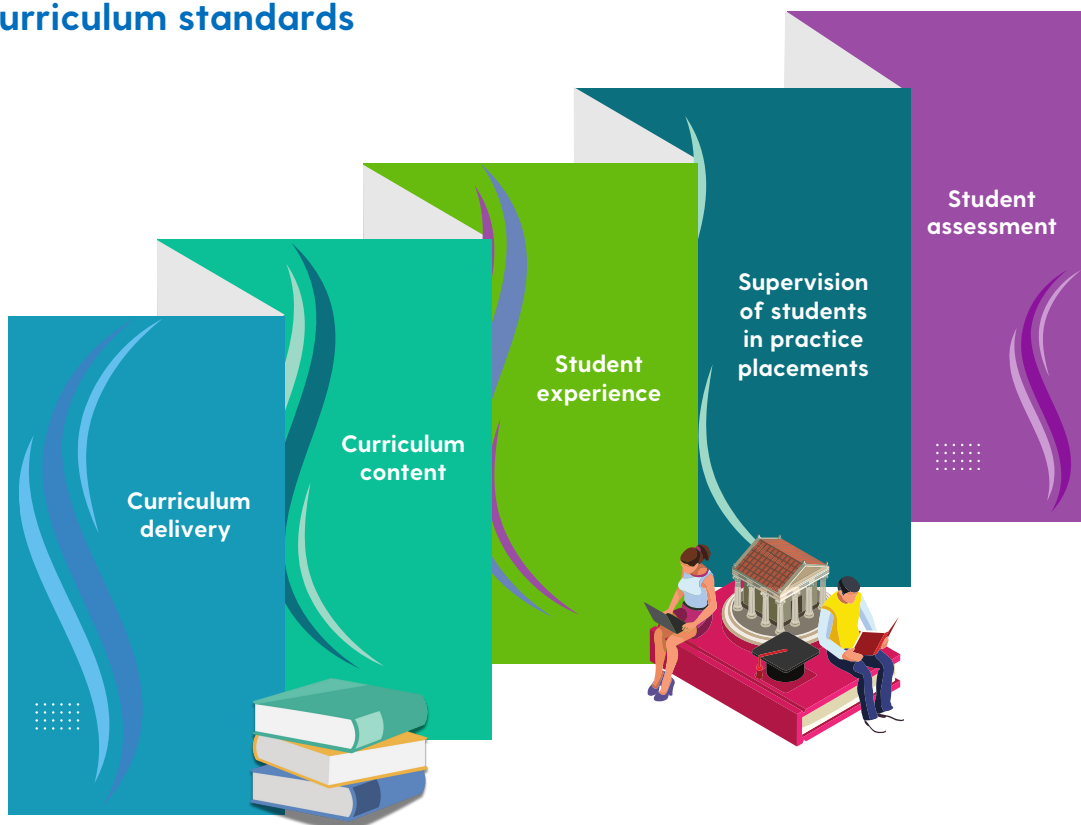 urriculum standards
Curriculum
delivery
Curriculum
content
Student
experience
Supervision
of students
in practice
placements
Student
assessment